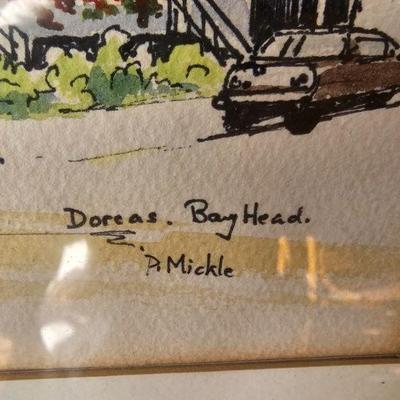 Dorcas. Bay Head.
P. Mickle